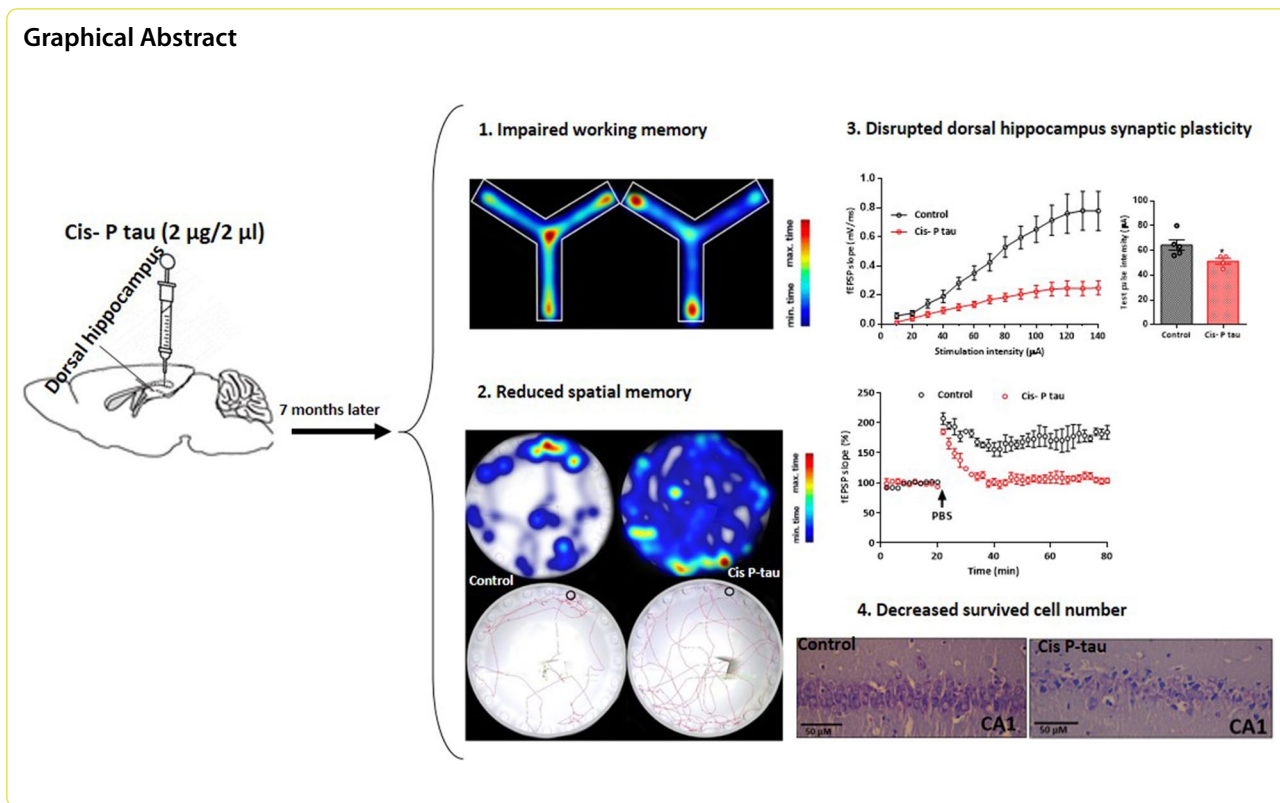 Graphical Abstract
Cis- P tau (2 µg/2 µl)
Dorsal hippocampus
7 months later
1. Impaired working memory
min. time max. time
2. Reduced spatial memory
Control
Cis P-tau
min. time max. time
3. Disrupted dorsal hippocampus synaptic plasticity
fEPSP slope (mV/ms)
1.0
0.8
0.6
0.4
0.2
0.0
Control
Cis- P tau
0 20 40 60 80 100 120 140
Stimulation intensity (µA)
Test pulse intensity (µA)
100
80
60
40
20
0
*
Control Cis- P tau
fEPSP slope (%)
250
200
150
100
50
0
Control Cis- P tau
PBS
0 20 40 60 80
Time (min)
4. Decreased survived cell number
Control
50 µM
CA1
Cis P-tau
50 µM
CA1